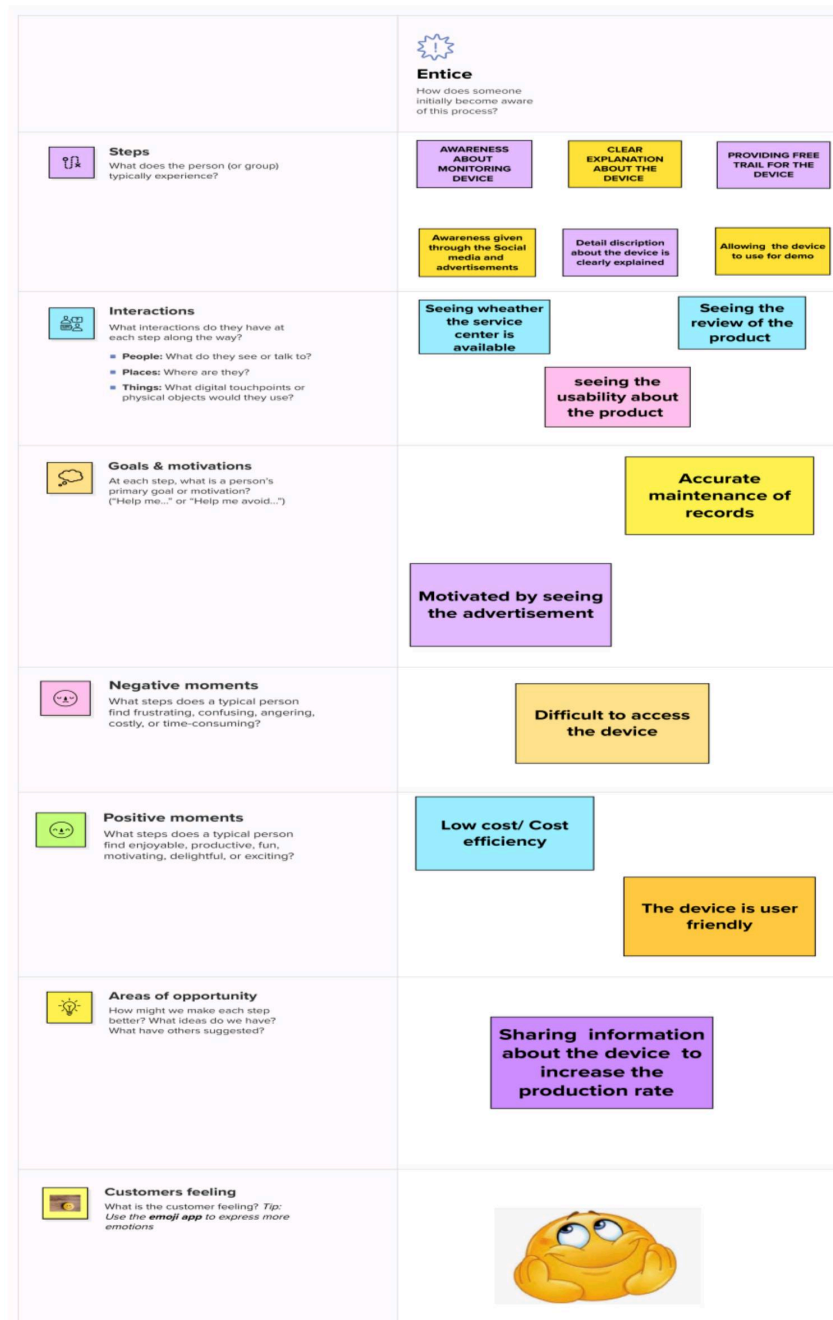 Entice
How does someone
initially become aware
of this process?
Steps
What does the person (or group)
typically experience?
AWARENESS
ABOUT
MONITORING
DEVICE
CLEAR
EXPLANATION
ABOUT THE
DEVICE
PROVIDING FREE
TRAIL FOR THE
DEVICE
Awareness given
through the Social
media and
advertisements
Detail discription
about the device is
clearly explained
Allowing the device
to use for demo
Interactions
What interactions do they have at
each step along the way?
People: What do they see or talk to?
Places: Where are they?
Things: What digital touchpoints or
physical objects would they use?
Seeing wheather
the service
center is
available
Seeing the
review of the
product
seeing the
usability about
the product
Goals & motivations
At each step, what is a person's
primary goal or motivation?
("Help me..." or "Help me avoid...")
Accurate
maintenance of
records
Motivated by seeing
the advertisement
Negative moments
What steps does a typical person
find frustrating, confusing, angering,
costly, or time-consuming?
Difficult to access
the device
Positive moments
What steps does a typical person
find enjoyable, productive, fun,
motivating, delightful, or exciting?
Low cost/ Cost
efficiency
The device is user
friendly
Areas of opportunity
How might we make each step
better? What ideas do we have?
What have others suggested?
Sharing information
about the device to
increase the
production rate
Customers feeling
What is the customer feeling? Tip:
Use the emoji app to express more
emotions